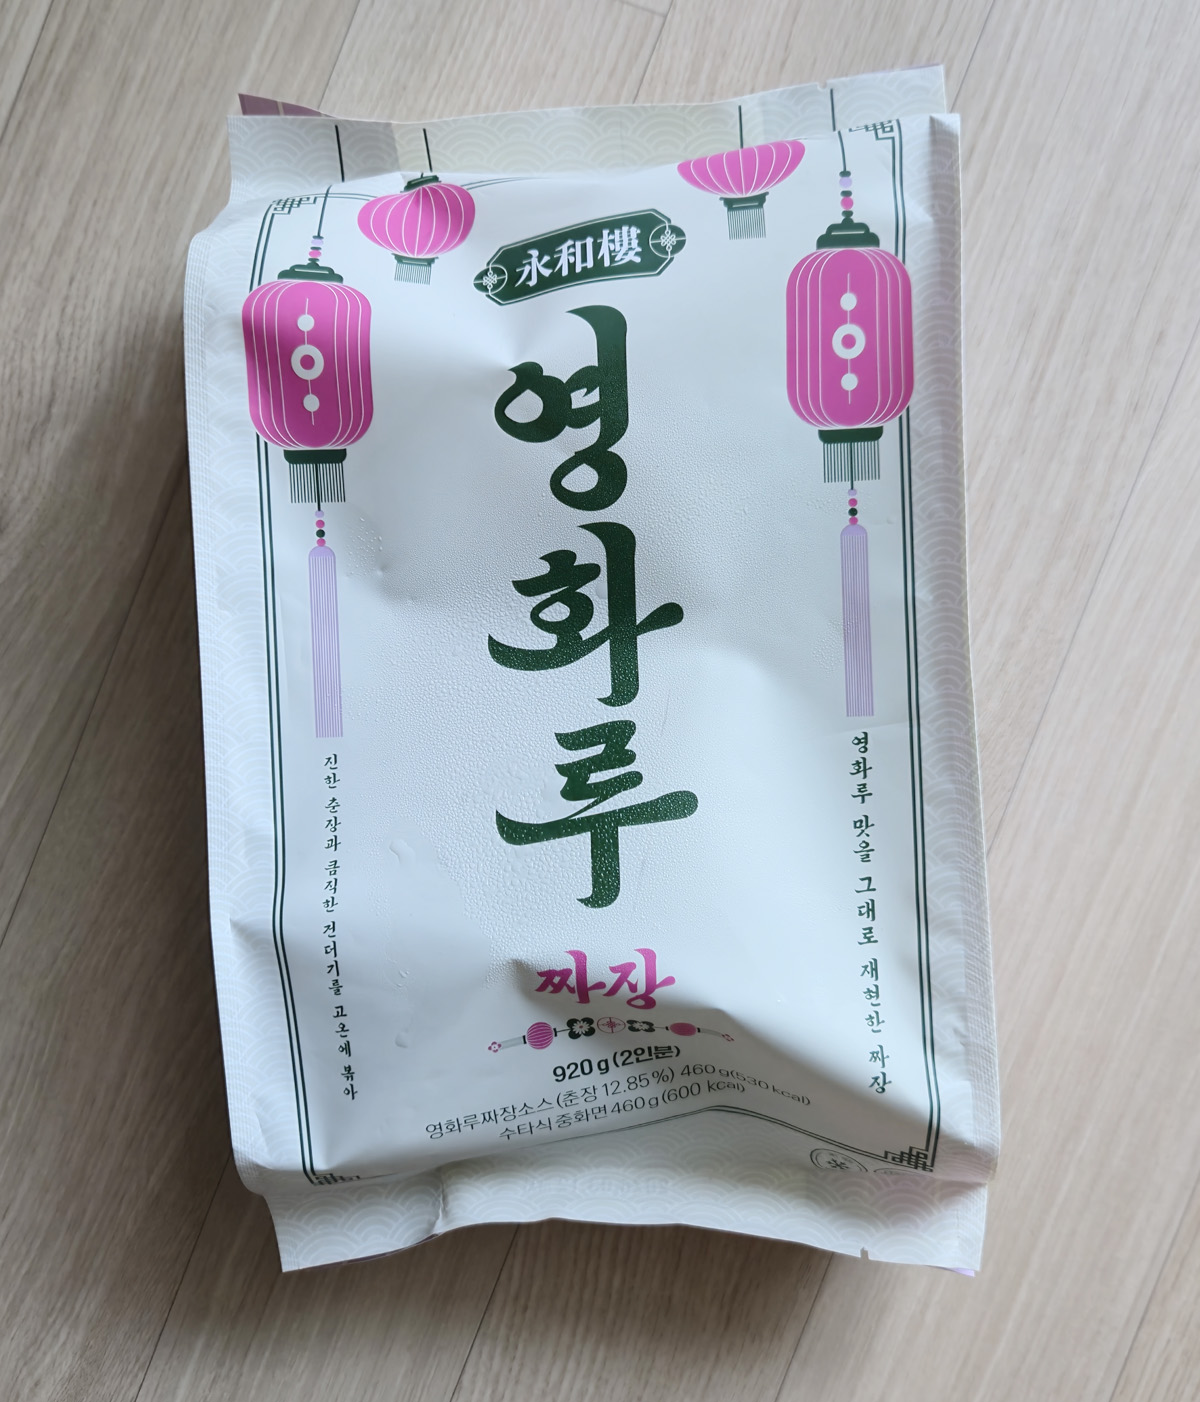 永和樓
영화루
짜장
920g(2인분)
영화루짜장소스(춘장 12.85%) 460g(530 kcal)
수타식 중화면 460g(600 kcal)
진한 춘장과 큼직한 건더기를 고온에 볶아
영화루 맛을 그대로 재현한 짜장